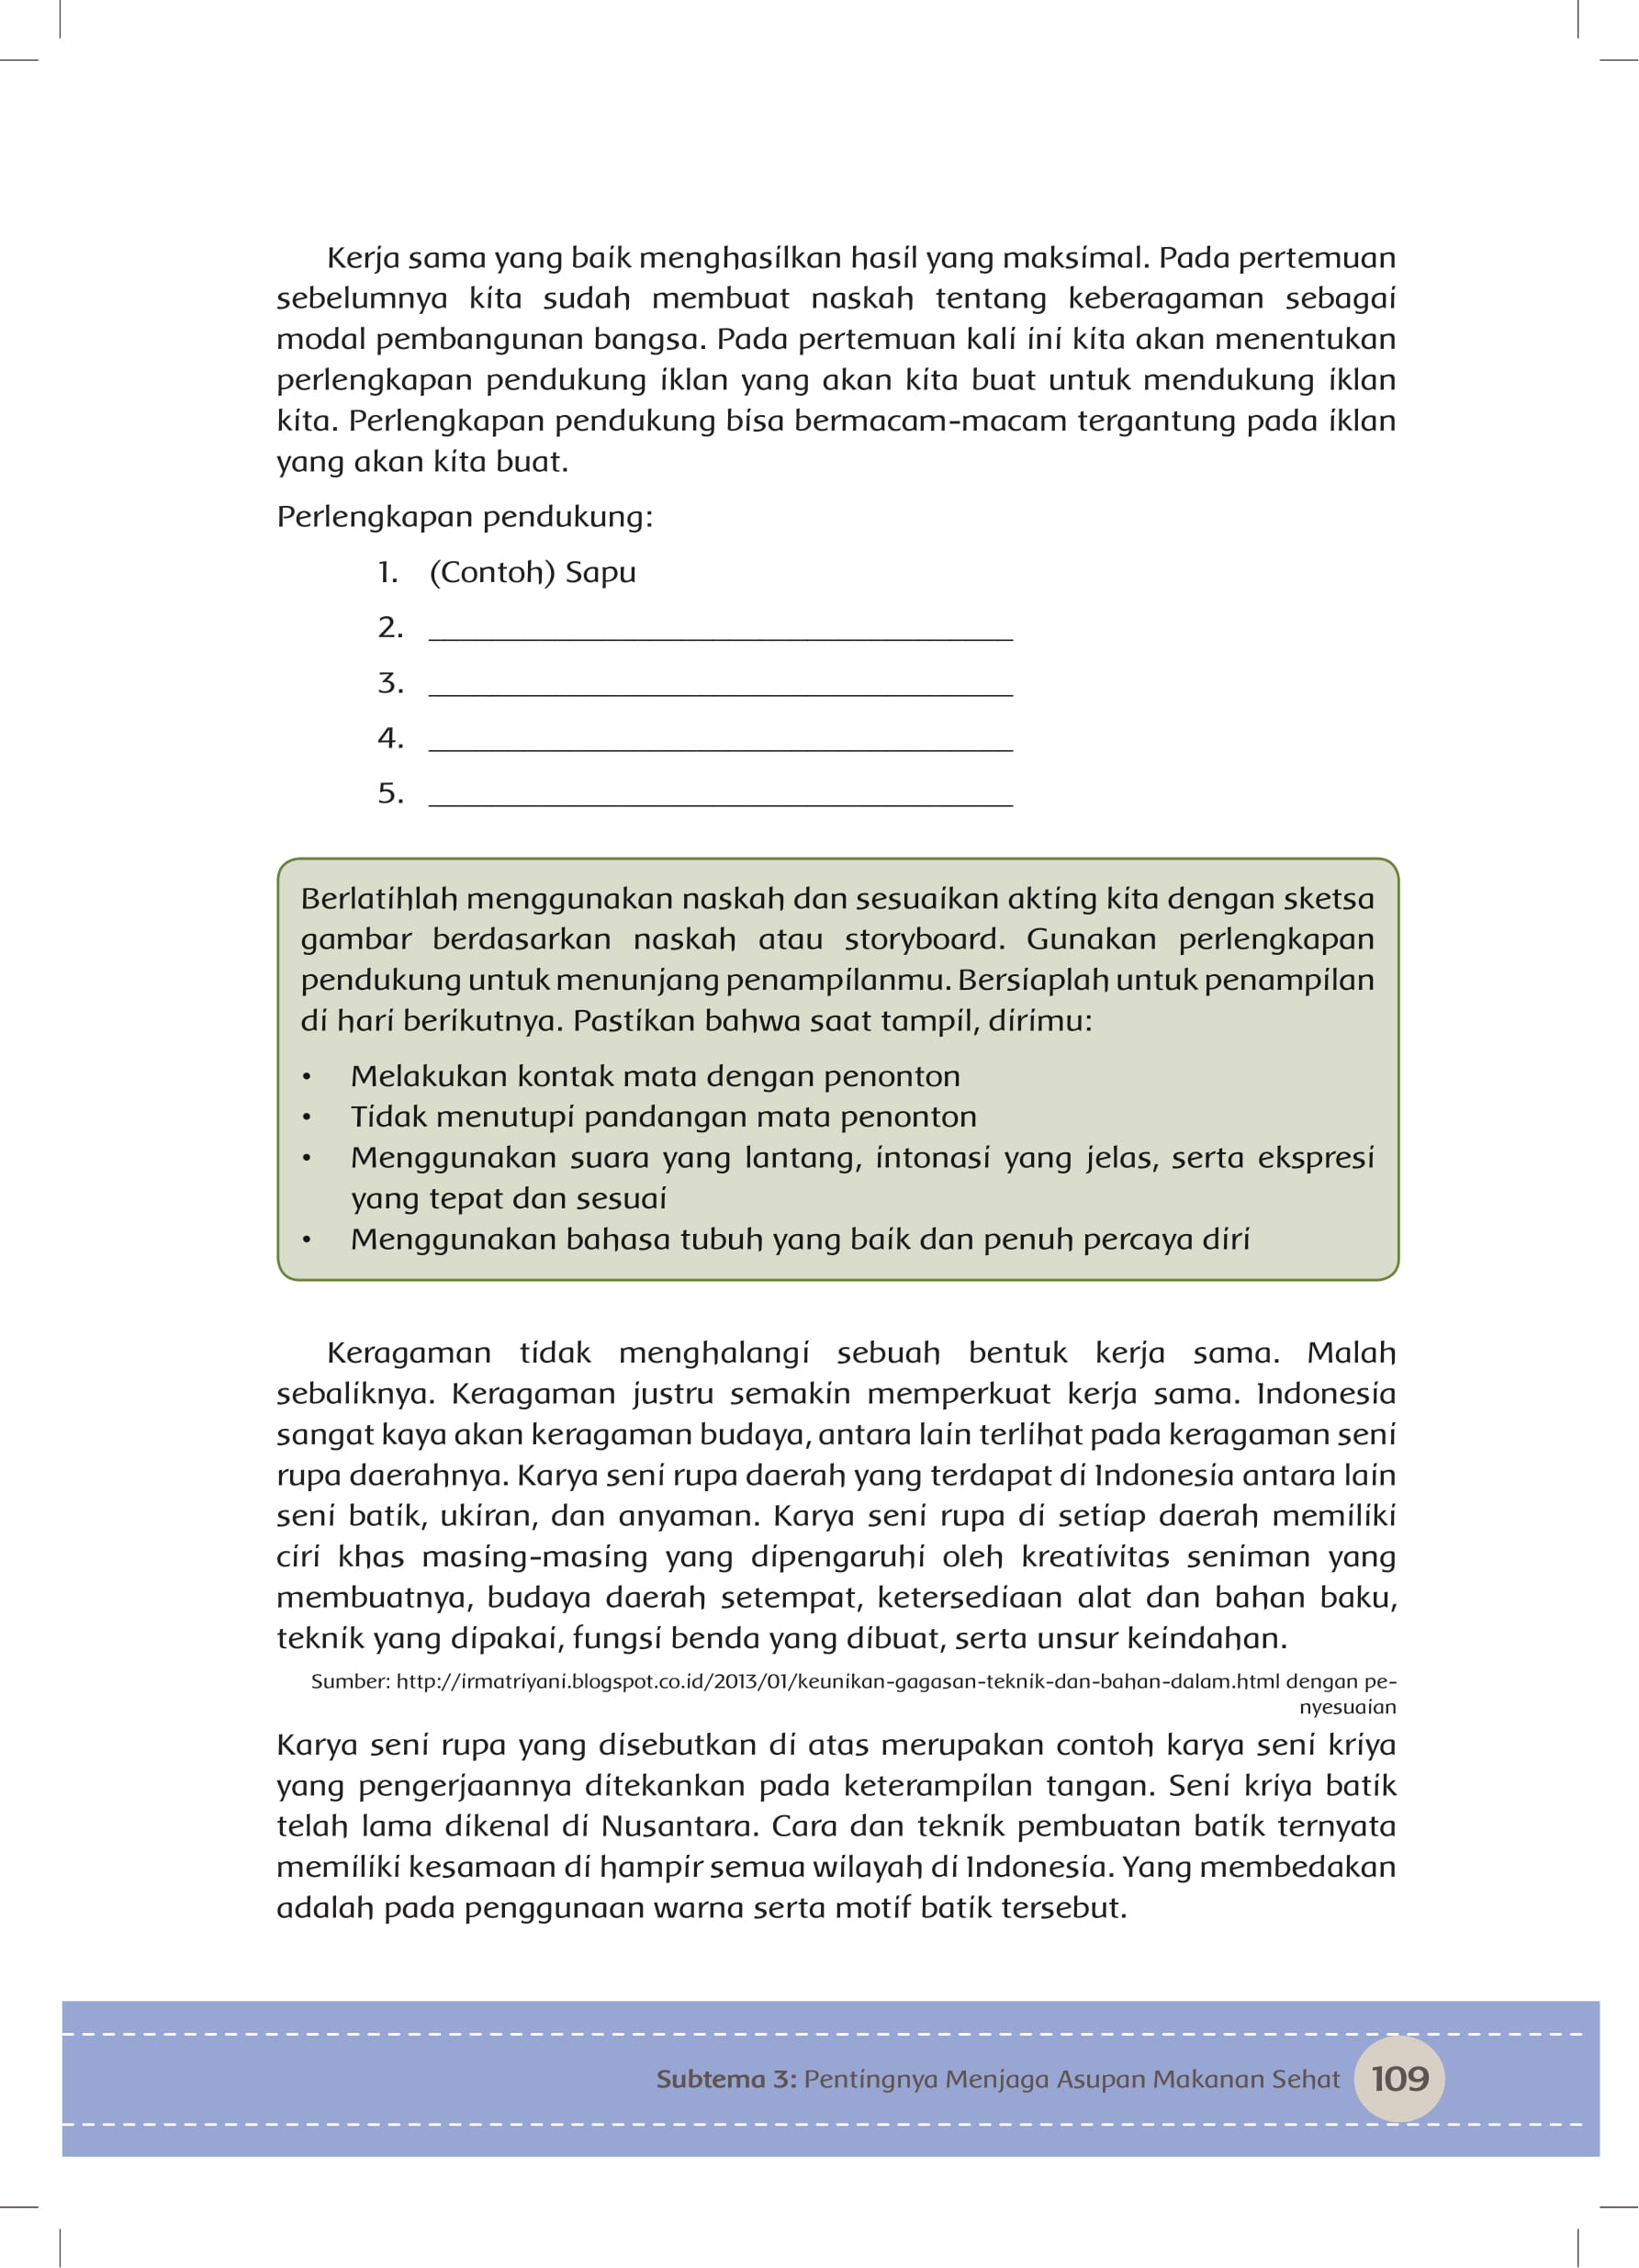 Kerja sama yang baik menghasilkan hasil yang maksimal. Pada pertemuan
sebelumnya kita sudah membuat naskah tentang keberagaman sebagai
modal pembangunan bangsa. Pada pertemuan kali ini kita akan menentukan
perlengkapan pendukung iklan yang akan kita buat untuk mendukung iklan
kita. Perlengkapan pendukung bisa bermacam-macam tergantung pada iklan
yang akan kita buat.
Perlengkapan pendukung:
1. (Contoh) Sapu
2. ____________________
3. ____________________
4. ____________________
5. ____________________
Berlatihlah menggunakan naskah dan sesuaikan akting kita dengan sketsa
gambar berdasarkan naskah atau storyboard. Gunakan perlengkapan
pendukung untuk menunjang penampilanmu. Bersiaplah untuk penampilan
di hari berikutnya. Pastikan bahwa saat tampil, dirimu:
• Melakukan kontak mata dengan penonton
• Tidak menutupi pandangan mata penonton
• Menggunakan suara yang lantang, intonasi yang jelas, serta ekspresi
yang tepat dan sesuai
• Menggunakan bahasa tubuh yang baik dan penuh percaya diri
Keragaman tidak menghalangi sebuah bentuk kerja sama. Malah
sebaliknya. Keragaman justru semakin memperkuat kerja sama. Indonesia
sangat kaya akan keragaman budaya, antara lain terlihat pada keragaman seni
rupa daerahnya. Karya seni rupa daerah yang terdapat di Indonesia antara lain
seni batik, ukiran, dan anyaman. Karya seni rupa di setiap daerah memiliki
ciri khas masing-masing yang dipengaruhi oleh kreativitas seniman yang
membuatnya, budaya daerah setempat, ketersediaan alat dan bahan baku,
teknik yang dipakai, fungsi benda yang dibuat, serta unsur keindahan.
Sumber: http://irmatriyani.blogspot.co.id/2013/01/keunikan-gagasan-teknik-dan-bahan-dalam.html dengan pe-
nyesuaian
Karya seni rupa yang disebutkan di atas merupakan contoh karya seni kriya
yang pengerjaannya ditekankan pada keterampilan tangan. Seni kriya batik
telah lama dikenal di Nusantara. Cara dan teknik pembuatan batik ternyata
memiliki kesamaan di hampir semua wilayah di Indonesia. Yang membedakan
adalah pada penggunaan warna serta motif batik tersebut.
Subtema 3: Pentingnya Menjaga Asupan Makanan Sehat 109